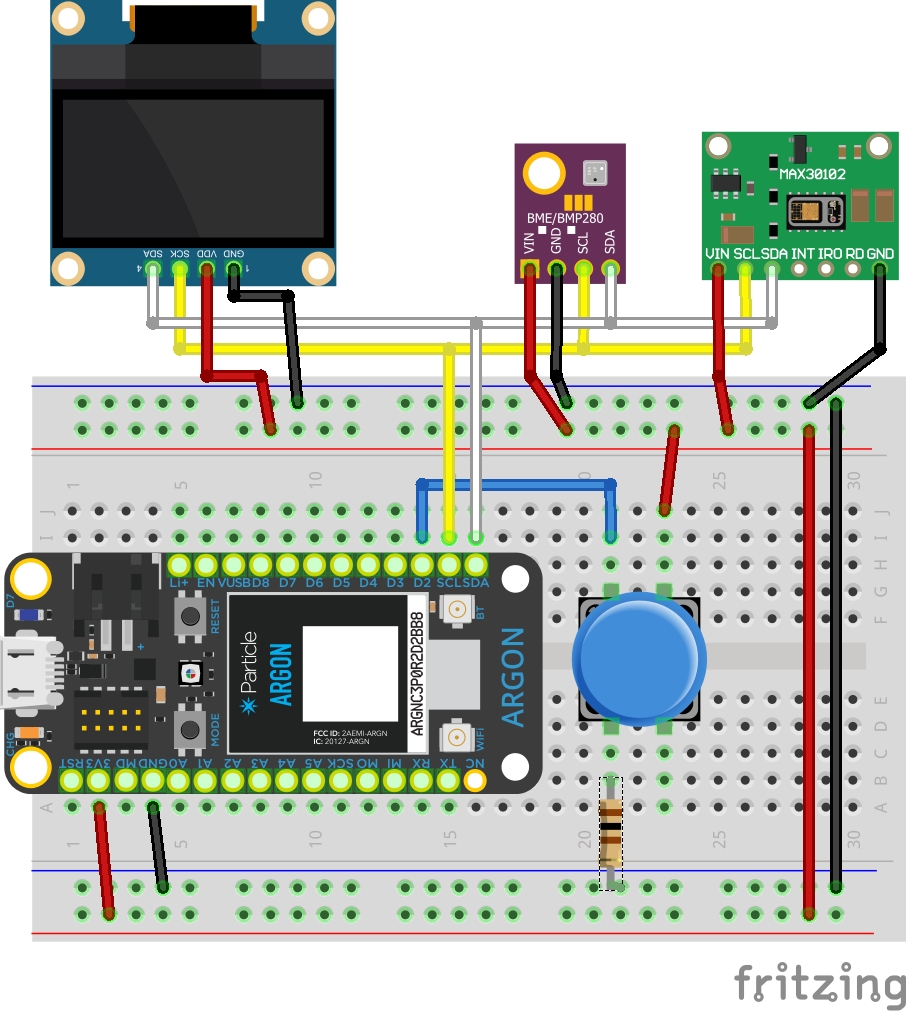 4 SDA SCK VDD GND 1
BME/BMP280
VIN GND SCL SDA
MAX30102
VIN SCL SDA INT IRO RD GND
1 5 10 15 20 25 30
J J
I I
H
G
F
E
D
C
B
A A
Li+ EN VUSB D8 D7 D6 D5 D4 D3 D2 SCL SDA
D7
CHG
+
RESET
MODE
Particle
ARGON
FCC ID: 2AEMI-ARGN
IC: 20127-ARGN
ARGNC3P0R2D2BB8
BT
WIFI
ARGON
RST 3V3 MD GND A0 A1 A2 A3 A4 A5 SCK MO MI RX TX NC
1 5 10 15 20 25 30
fritzing